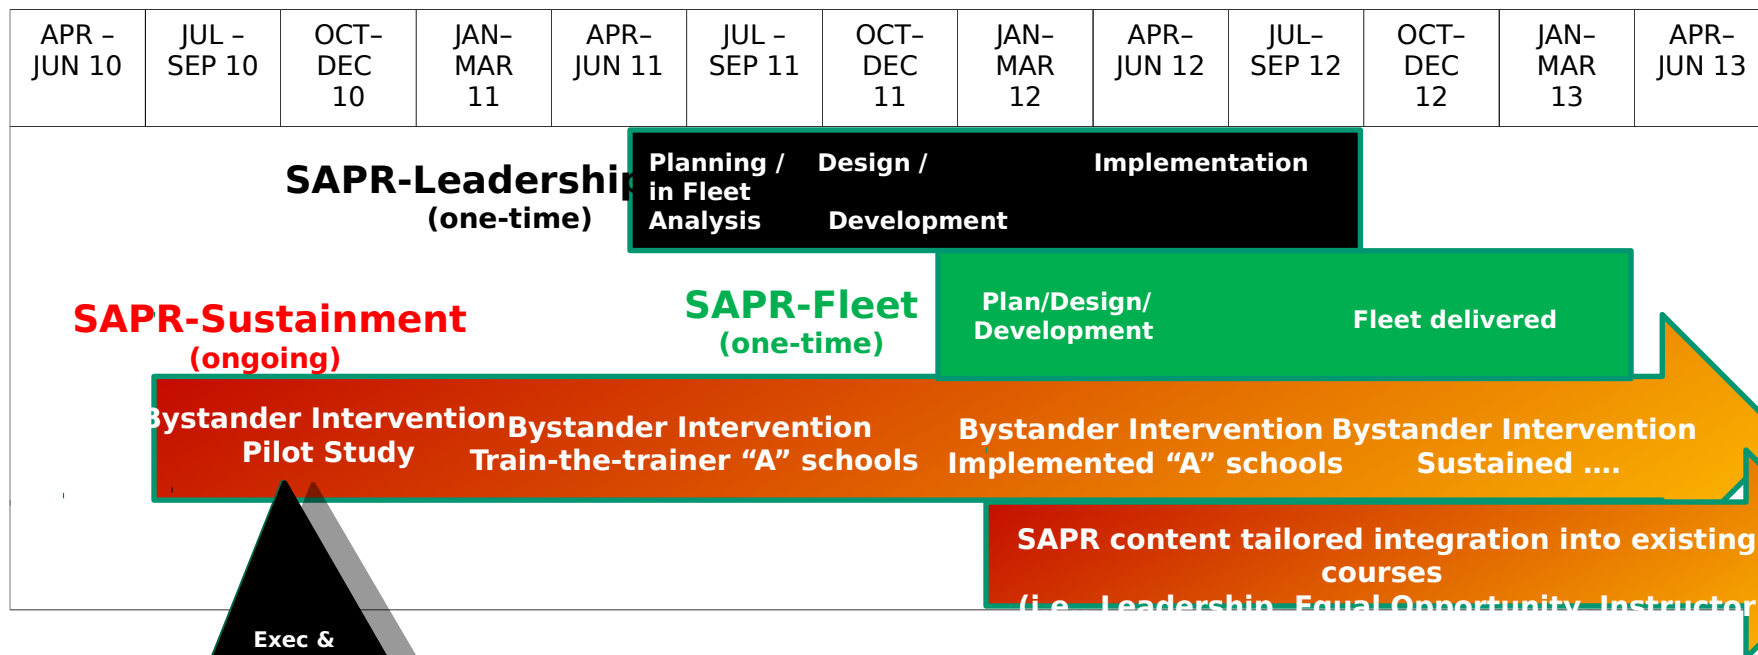 APR –
JUN 10
JUL –
SEP 10
OCT–
DEC
10
JAN–
MAR
11
APR–
JUN 11
JUL –
SEP 11
OCT–
DEC
11
JAN–
MAR
12
APR–
JUN 12
JUL–
SEP 12
OCT–
DEC
12
JAN–
MAR
13
APR–
JUN 13
SAPR-Leadership
(one-time)
Planning / Design / Implementation
in Fleet
Analysis Development
SAPR-Fleet
(one-time)
Plan/Design/
Development
Fleet delivered
SAPR-Sustainment
(ongoing)
Bystander Intervention
Pilot Study
Bystander Intervention
Train-the-trainer “A” schools
Bystander Intervention
Implemented “A” schools
Bystander Intervention
Sustained ....
SAPR content tailored integration into existing
courses
(i.e., Leadership, Equal Opportunity, Instructor
Exec &